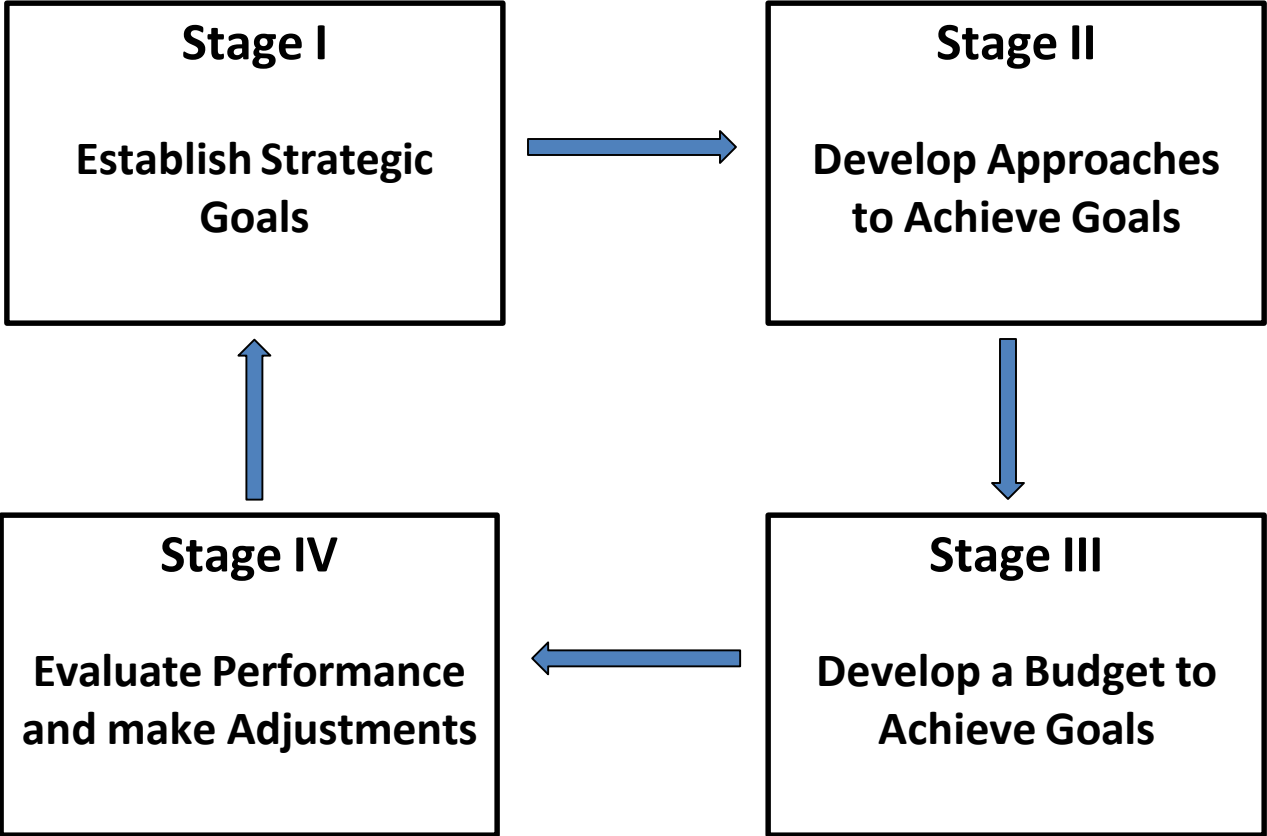 Stage I
Establish Strategic
Goals
Stage II
Develop Approaches
to Achieve Goals
Stage III
Develop a Budget to
Achieve Goals
Stage IV
Evaluate Performance
and make Adjustments